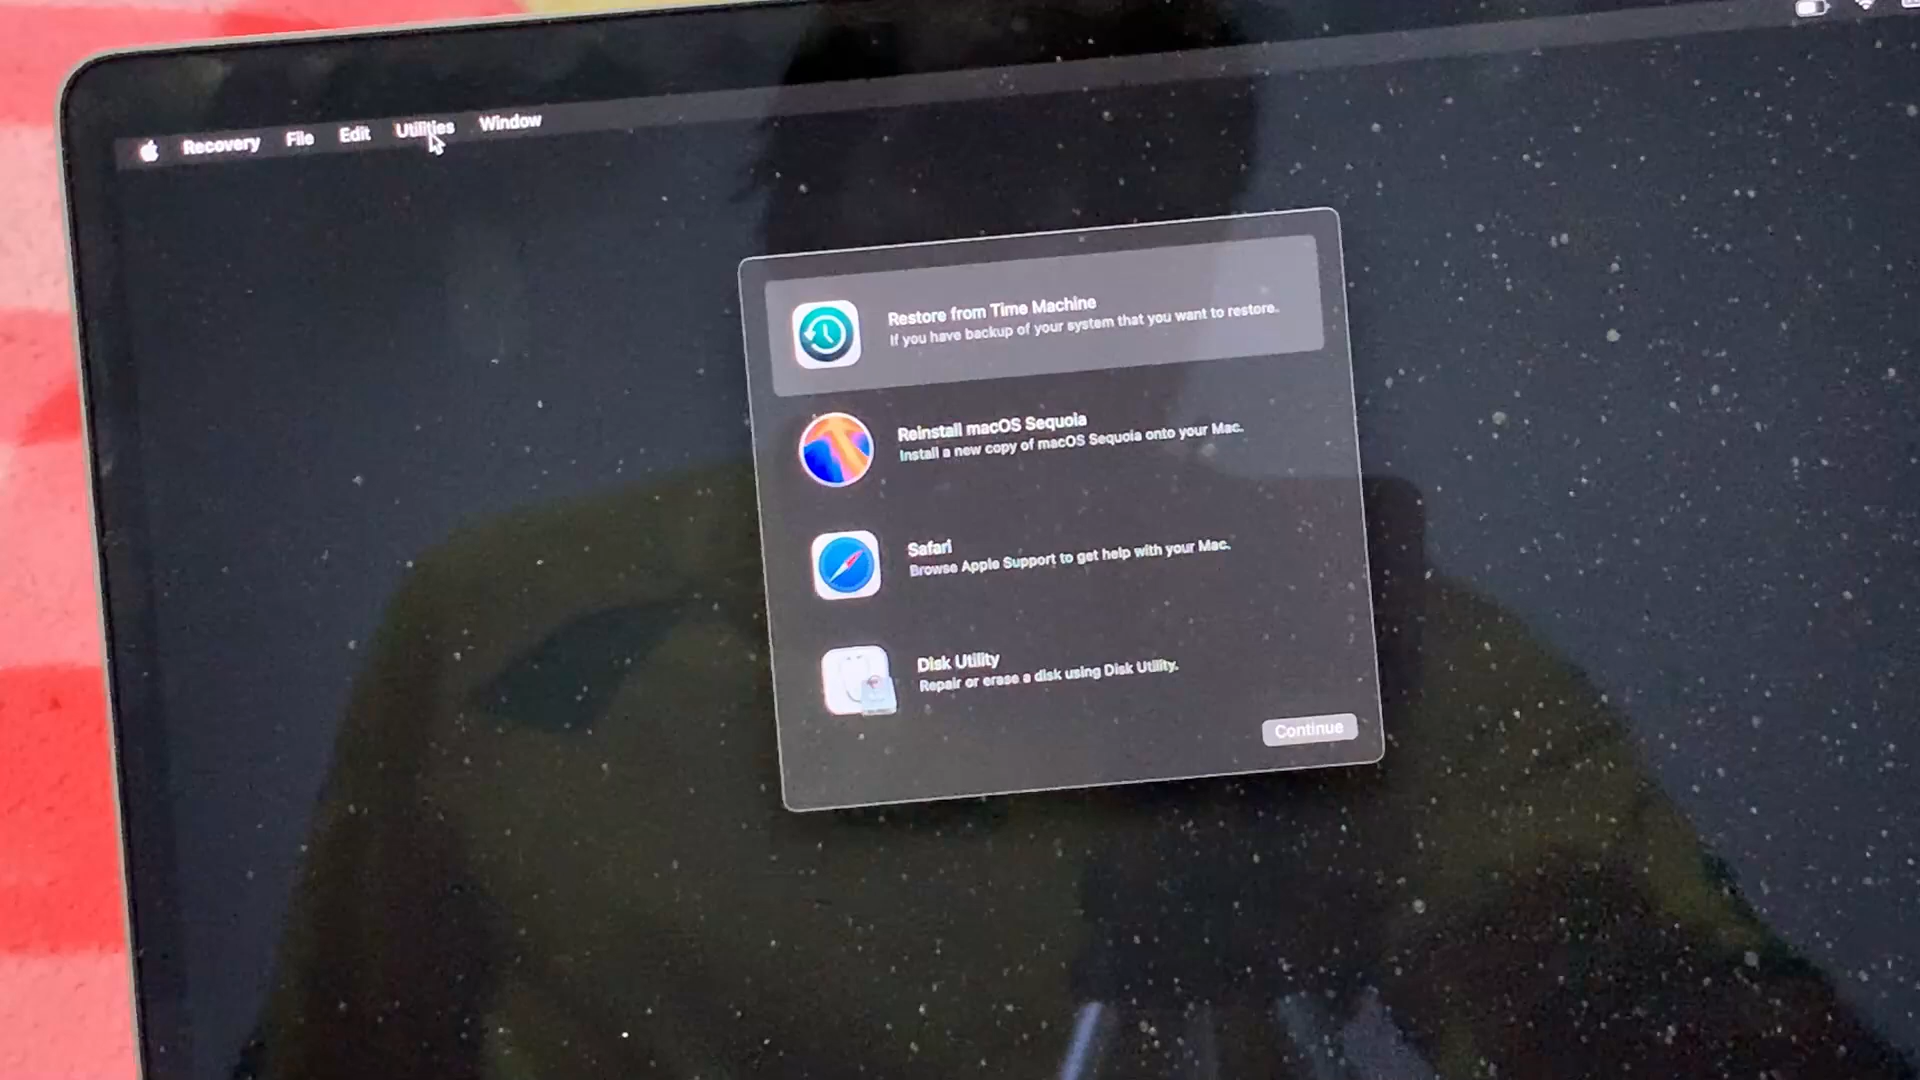 Recovery File Edit Utilities Window
Restore from Time Machine
If you have backup of your system that you want to restore.
Reinstall macOS Sequoia
Install a new copy of macOS Sequoia onto your Mac.
Safari
Browse Apple Support to get help with your Mac.
Disk Utility
Repair or erase a disk using Disk Utility.
Continue